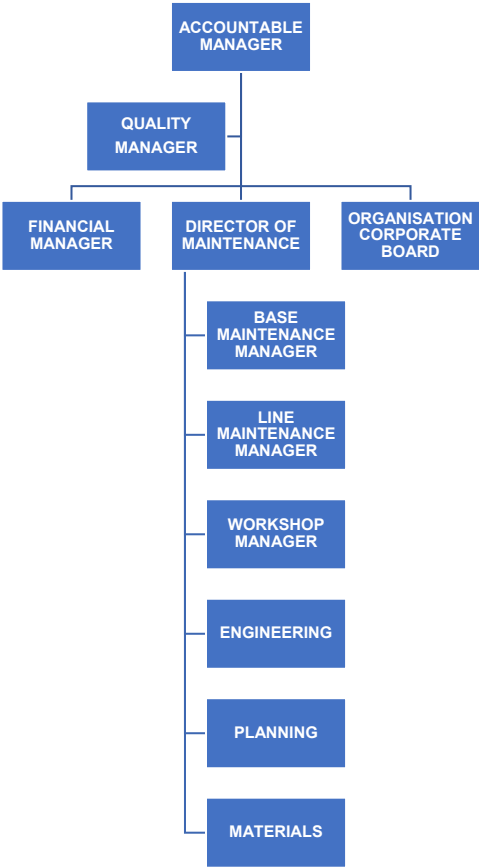 ACCOUNTABLE
MANAGER
QUALITY
MANAGER
FINANCIAL
MANAGER
DIRECTOR OF
MAINTENANCE
ORGANISATION
CORPORATE
BOARD
BASE
MAINTENANCE
MANAGER
LINE
MAINTENANCE
MANAGER
WORKSHOP
MANAGER
ENGINEERING
PLANNING
MATERIALS